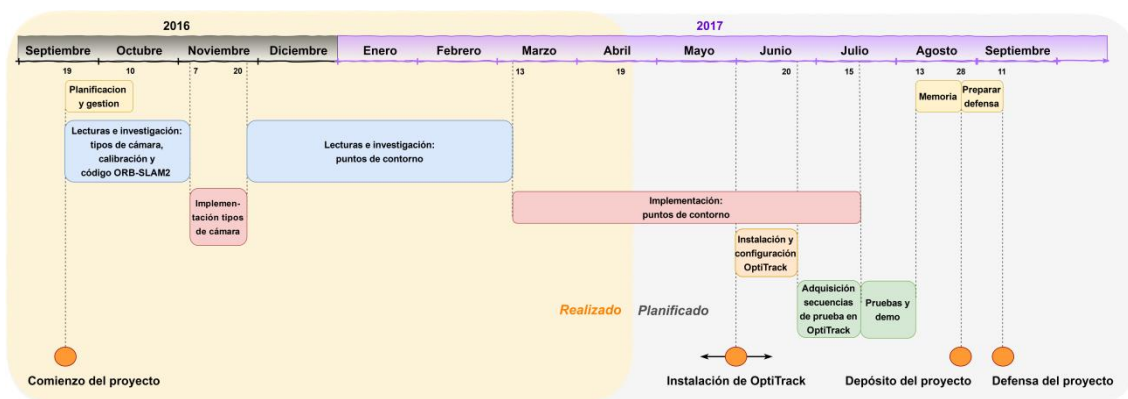 2016
2017
Septiembre Octubre Noviembre Diciembre Enero Febrero Marzo Abril Mayo Junio Julio Agosto Septiembre
19 10 7 20 13 19 20 15 13 28 11
Planificacion
y gestion
Memoria
Preparar
defensa
Lecturas e investigación:
tipos de cámara,
calibración y
código ORB-SLAM2
Lecturas e investigación:
puntos de contorno
Implemen-
tación tipos
de cámara
Implementación:
puntos de contorno
Instalación y
configuración
OptiTrack
Adquisición
secuencias
de prueba en
OptiTrack
Pruebas y
demo
Realizado Planificado
Comienzo del proyecto Instalación de OptiTrack Depósito del proyecto Defensa del proyecto